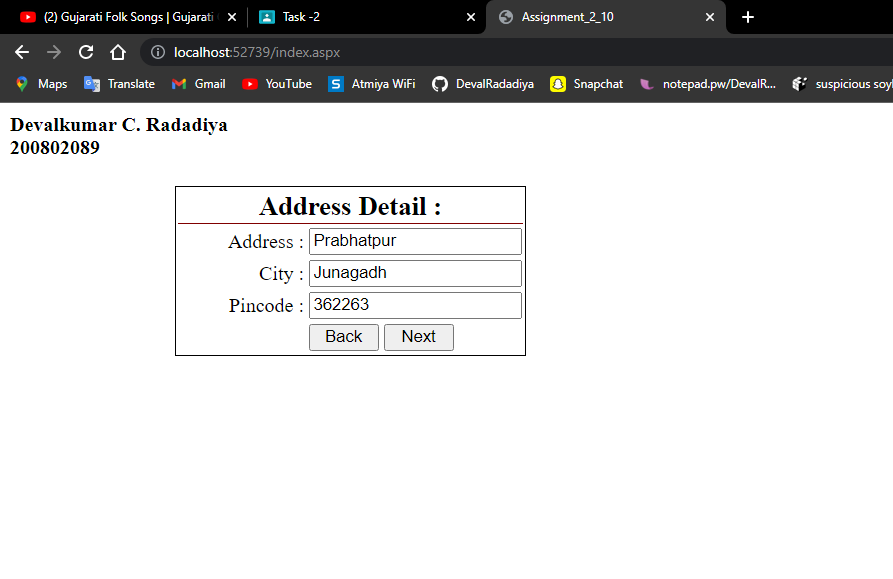 (2) Gujarati Folk Songs | Gujarati
Task -2
Assignment_2_10
localhost:52739/index.aspx
Maps
Translate
Gmail
YouTube
Atmiya WiFi
DevalRadadiya
Snapchat
notepad.pw/DevalR...
suspicious soy
Devalkumar C. Radadiya
200802089
Address Detail :
Address : Prabhatpur
City : Junagadh
Pincode : 362263
Back Next